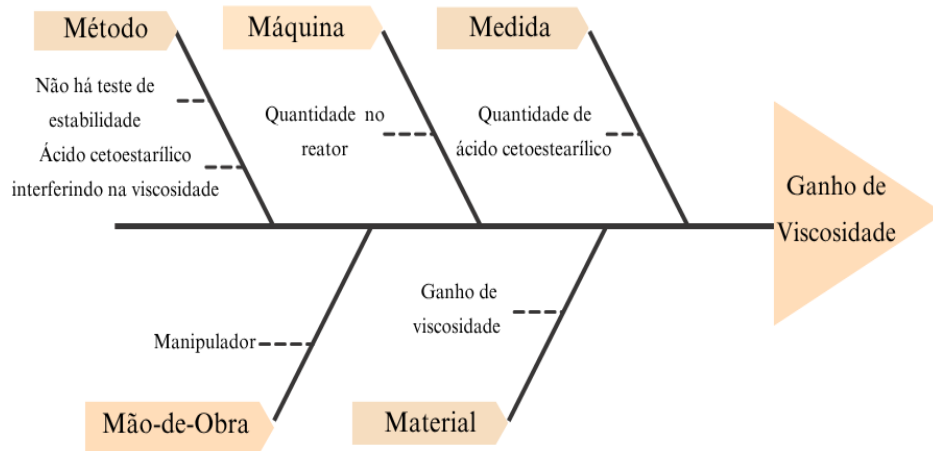 Método
Máquina
Medida
Não há teste de
estabilidade
Ácido cetoestarílico
interferindo na viscosidade
Quantidade no
reator
Quantidade de
ácido cetoestearílico
Ganho de
Viscosidade
Manipulador
Ganho de
viscosidade
Mão-de-Obra
Material